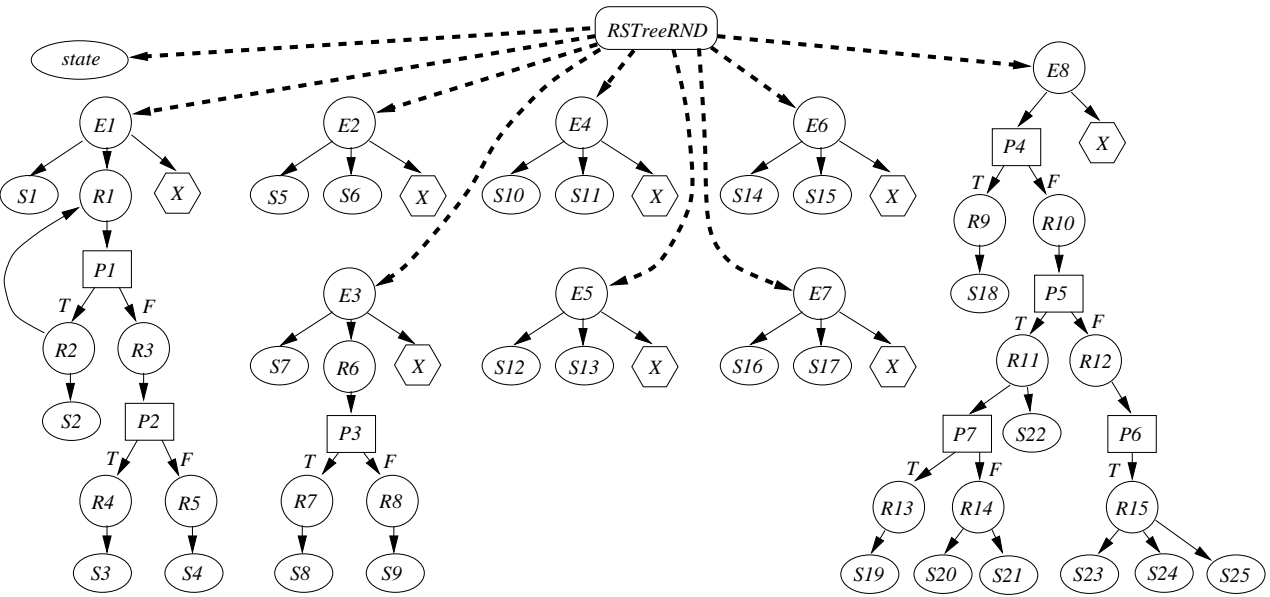 RSTreeRND
state
E8
E1
E2
E4
E6
P4
X
T
F
S1
R1
X
S5
S6
X
S10
S11
X
S14
S15
X
R9
R10
P1
S18
P5
T
F
E3
E5
E7
T
F
R2
R3
S7
R6
X
S12
S13
X
S16
S17
X
R11
R12
S2
P2
P3
P7
S22
P6
T
F
T
F
T
F
T
R4
R5
R7
R8
R13
R14
R15
S3
S4
S8
S9
S19
S20
S21
S23
S24
S25